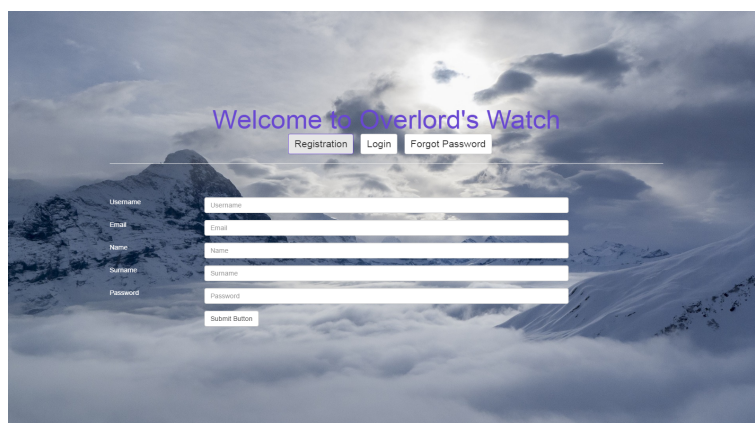 Welcome to Overlord's Watch
Registration Login Forgot Password
Username Username
Email Email
Name Name
Surname Surname
Password Password
Submit Button